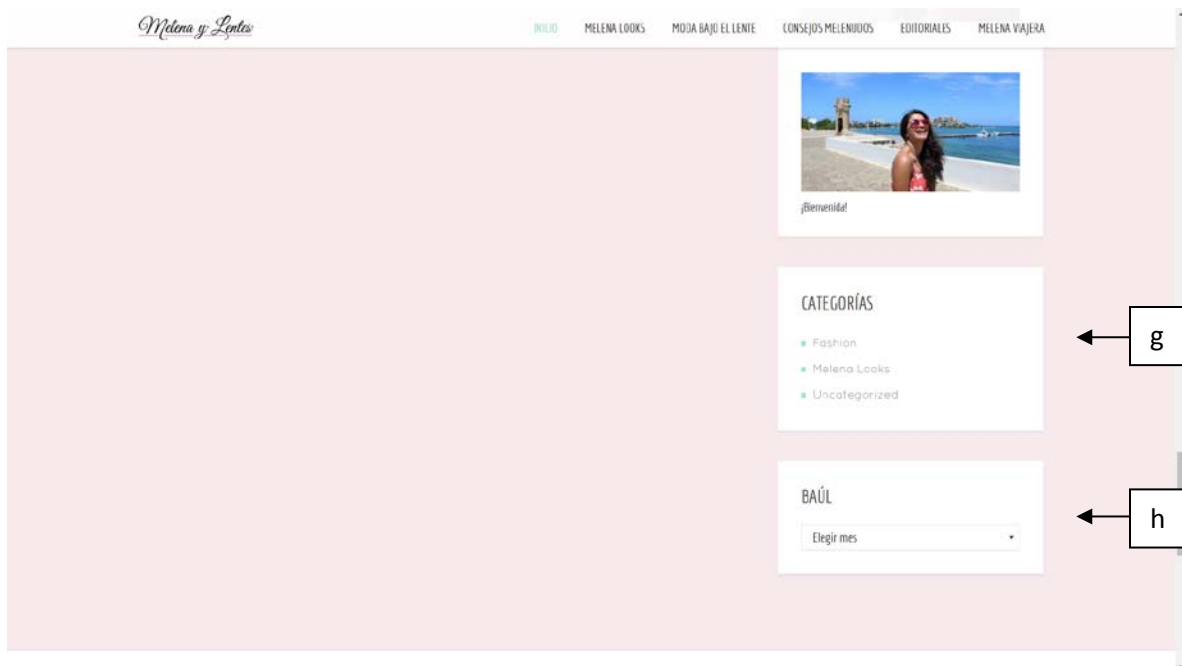 Melena y Lentes
INICIO MELENA LOOKS MODA BAJO EL LENTE CONSEJOS MELENUDOS EDITORIALES MELENA VIAJERA
¡Bienvenida!
CATEGORÍAS
g
Fashion
Melena Looks
Uncategorized
BAÚL
h
Elegir mes